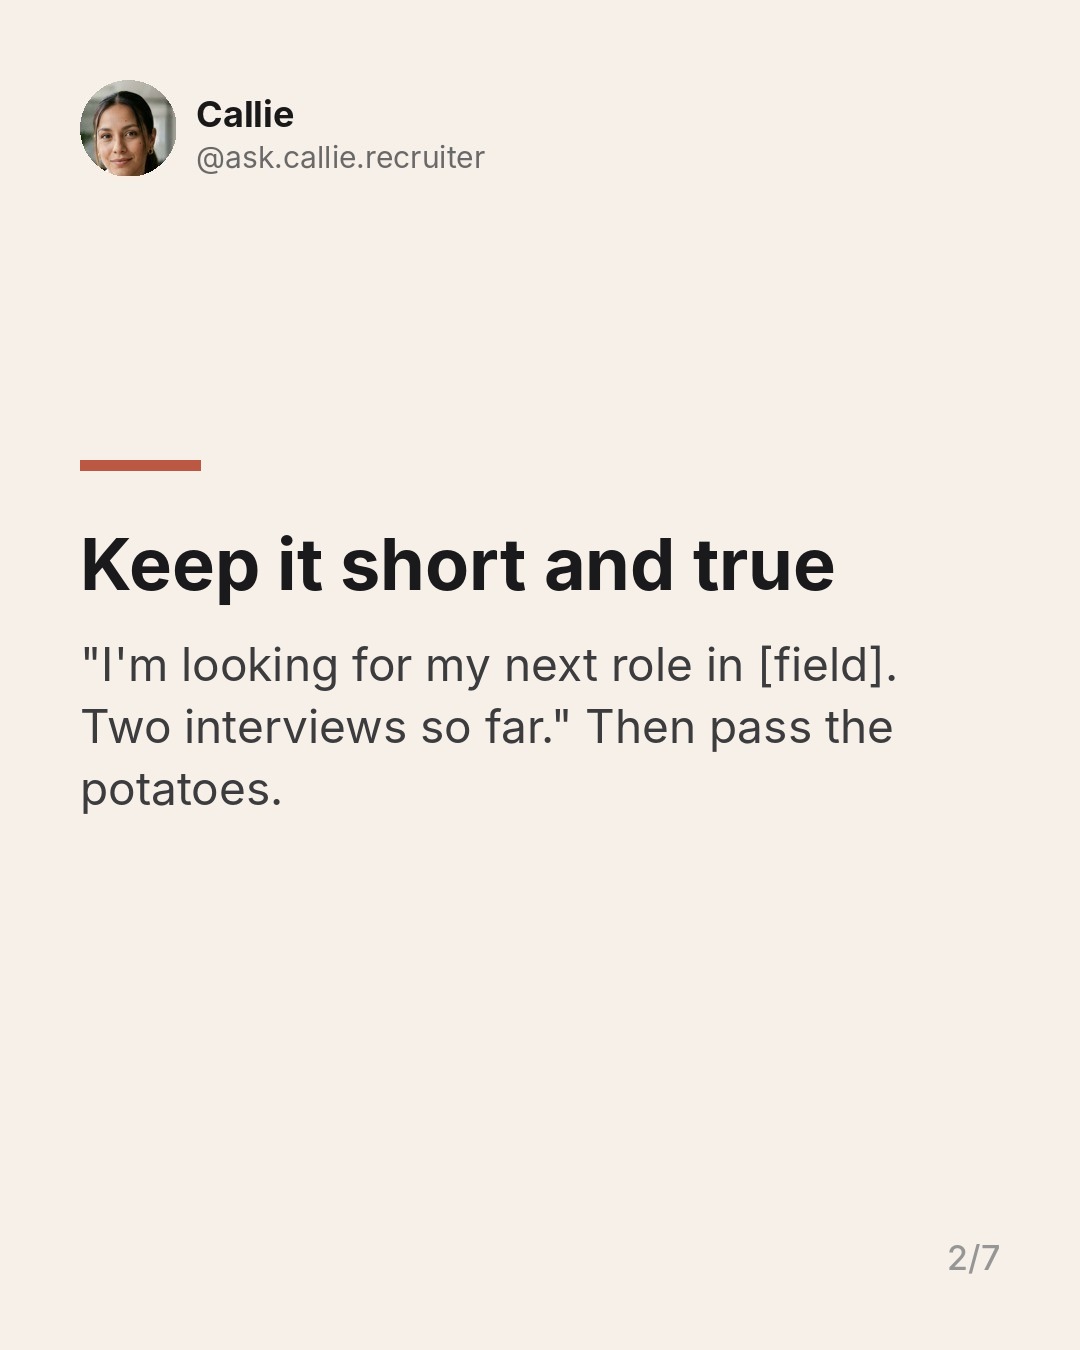 Callie
@ask.callie.recruiter
Keep it short and true
"I'm looking for my next role in [field].
Two interviews so far." Then pass the
potatoes.
2/7